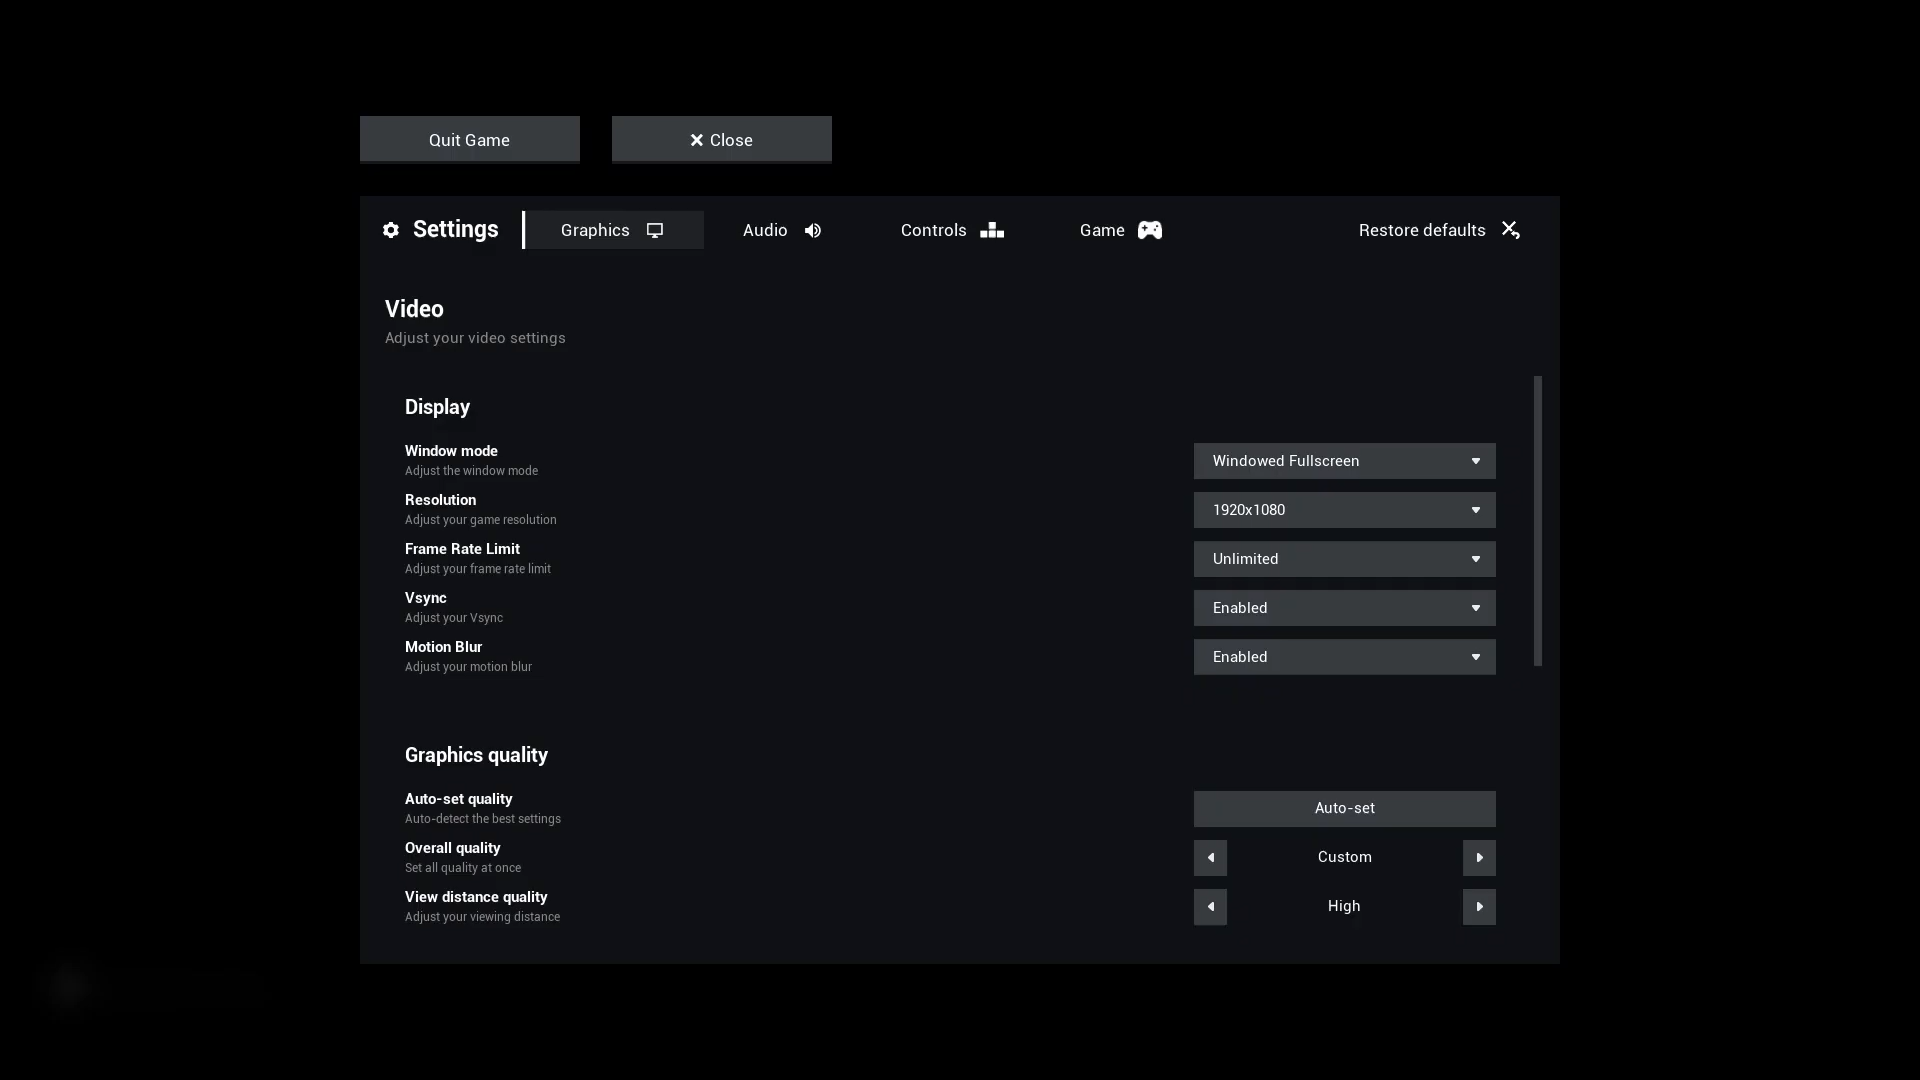 Quit Game
Close
Settings
Graphics
Audio
Controls
Game
Restore defaults
Video
Adjust your video settings
Display
Window mode
Adjust the window mode
Windowed Fullscreen
Resolution
Adjust your game resolution
1920x1080
Frame Rate Limit
Adjust your frame rate limit
Unlimited
Vsync
Adjust your Vsync
Enabled
Motion Blur
Adjust your motion blur
Enabled
Graphics quality
Auto-set quality
Auto-detect the best settings
Auto-set
Overall quality
Set all quality at once
Custom
View distance quality
Adjust your viewing distance
High